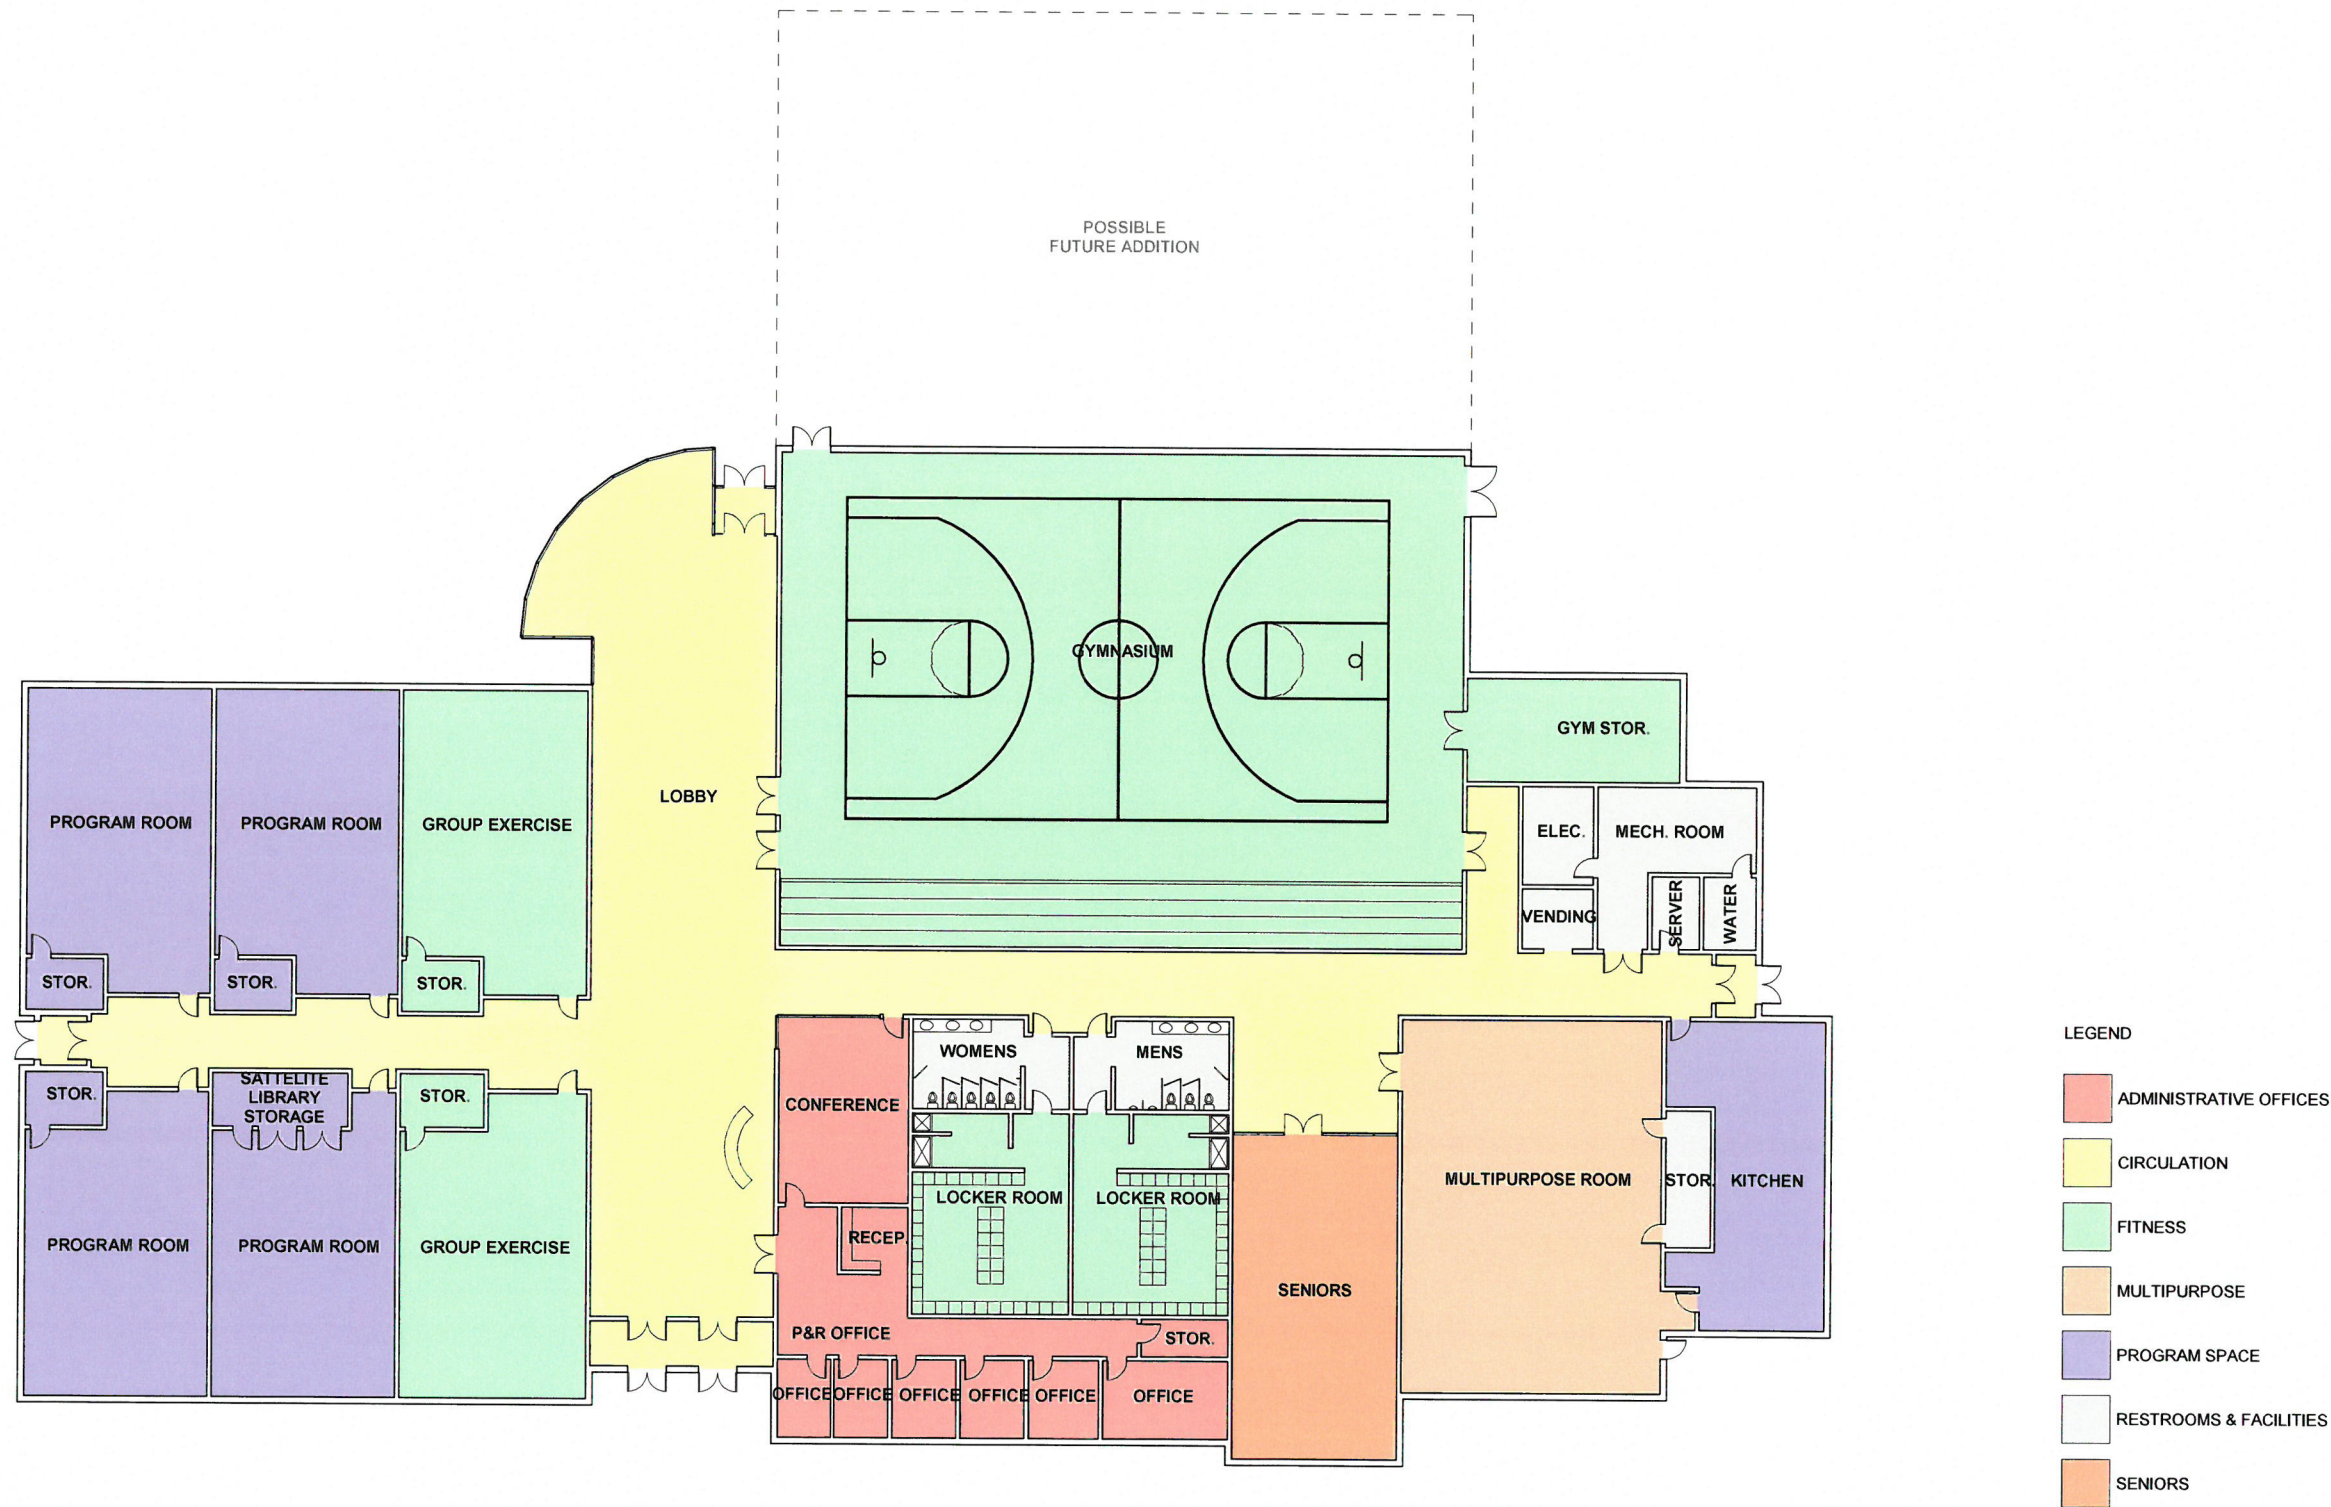 POSSIBLE
FUTURE ADDITION
GYMNASIUM
GYM STOR.
LOBBY
PROGRAM ROOM
PROGRAM ROOM
GROUP EXERCISE
ELEC.
MECH. ROOM
VENDING
SERVER
WATER
STOR.
STOR.
STOR.
STOR.
SATTELITE
LIBRARY
STORAGE
STOR.
WOMENS
MENS
CONFERENCE
LOCKER ROOM
LOCKER ROOM
MULTIPURPOSE ROOM
STOR.
KITCHEN
RECEP.
PROGRAM ROOM
PROGRAM ROOM
GROUP EXERCISE
SENIORS
P&R OFFICE
STOR.
OFFICE
OFFICE
OFFICE
OFFICE
OFFICE
OFFICE
LEGEND
ADMINISTRATIVE OFFICES
CIRCULATION
FITNESS
MULTIPURPOSE
PROGRAM SPACE
RESTROOMS & FACILITIES
SENIORS